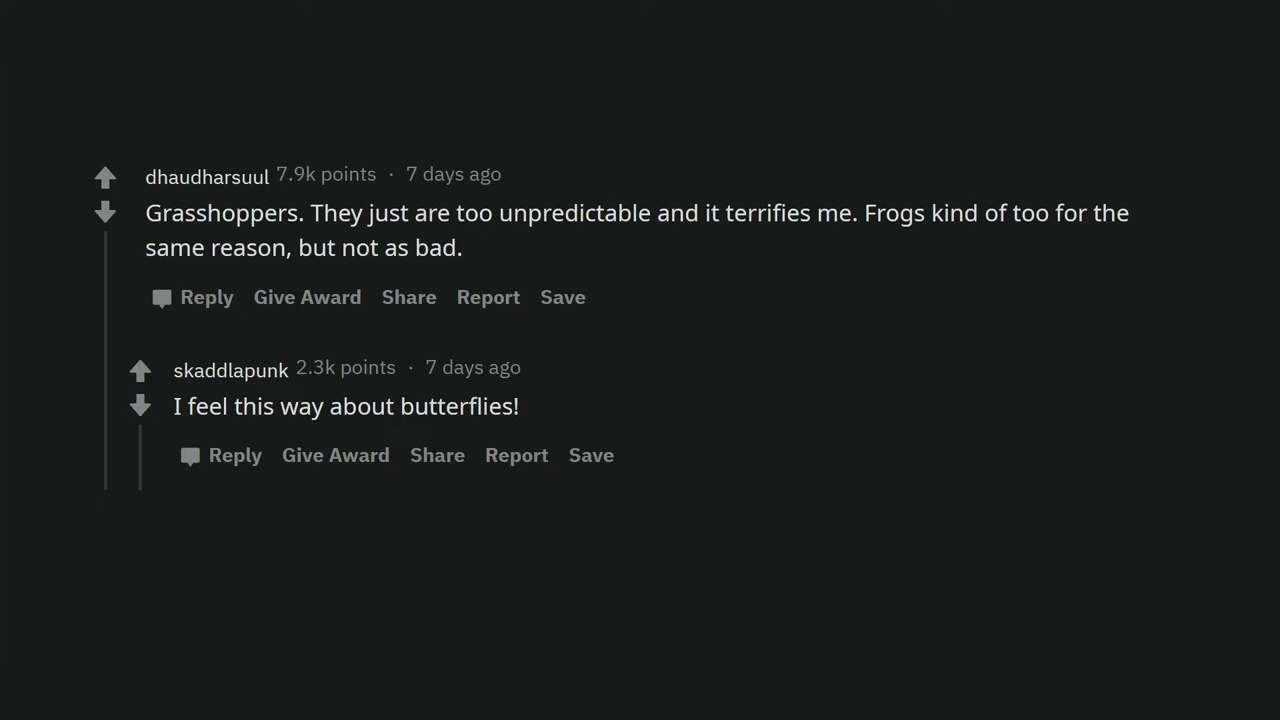 dhaudharsuul 7.9k points · 7 days ago
Grasshoppers. They just are too unpredictable and it terrifies me. Frogs kind of too for the
same reason, but not as bad.
Reply Give Award Share Report Save
skaddlapunk 2.3k points · 7 days ago
I feel this way about butterflies!
Reply Give Award Share Report Save